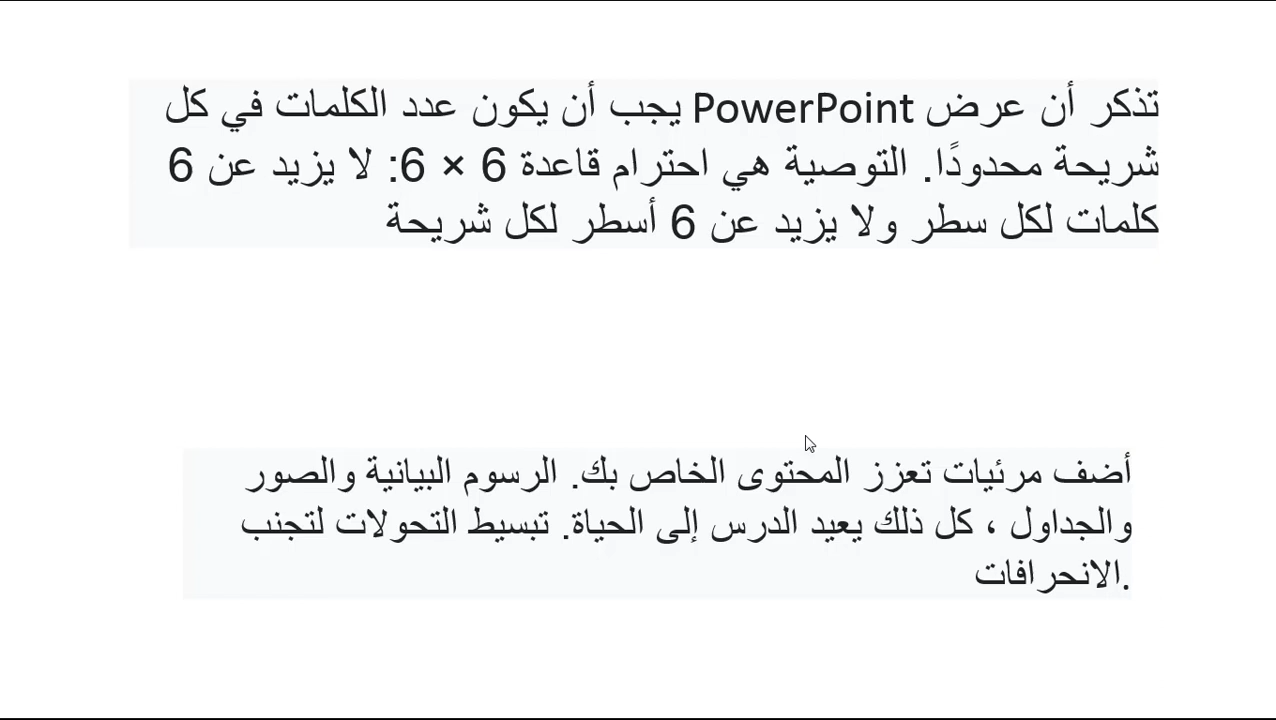 تذكر أن عرض PowerPoint يجب أن يكون عدد الكلمات في كل
شريحة محدودًا. التوصية هي احترام قاعدة 6 × 6: لا يزيد عن 6
كلمات لكل سطر ولا يزيد عن 6 أسطر لكل شريحة
أضف مرئيات تعزز المحتوى الخاص بك. الرسوم البيانية والصور
والجداول ، كل ذلك يعيد الدرس إلى الحياة. تبسيط التحولات لتجنب
.الانحرافات